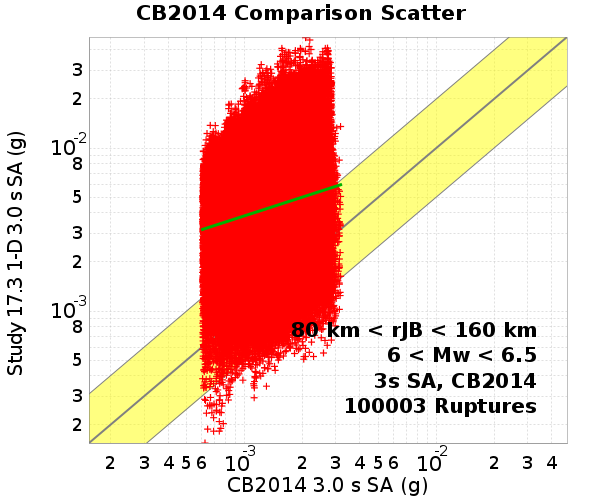 CB2014 Comparison Scatter
Study 17.3 1-D 3.0 s SA (g)
3
2
10-2
8
5
3
2
10-3
8
5
3
2
80 km < rJB < 160 km
6 < Mw < 6.5
3s SA, CB2014
100003 Ruptures
2 3 4 5 6 10-3 2 3 4 5 6 10-2 2 3 4
CB2014 3.0 s SA (g)